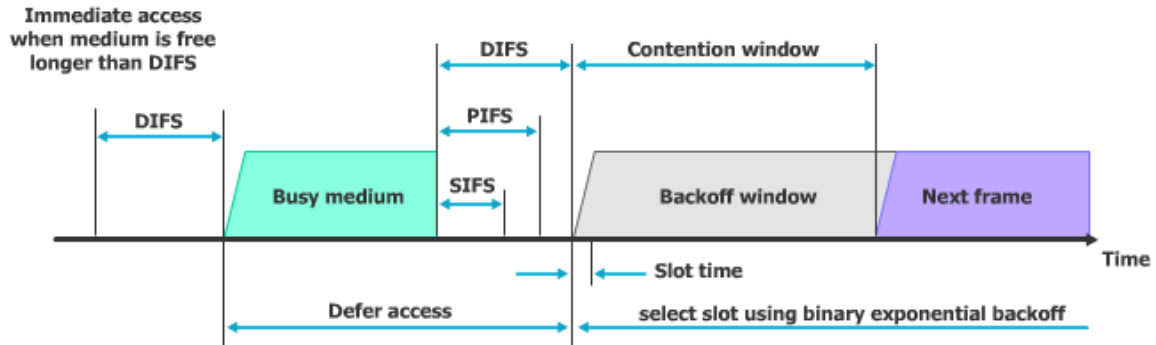 Immediate access
when medium is free
longer than DIFS
DIFS
Contention window
DIFS
PIFS
SIFS
Busy medium
Backoff window
Next frame
Time
Slot time
Defer access
select slot using binary exponential backoff